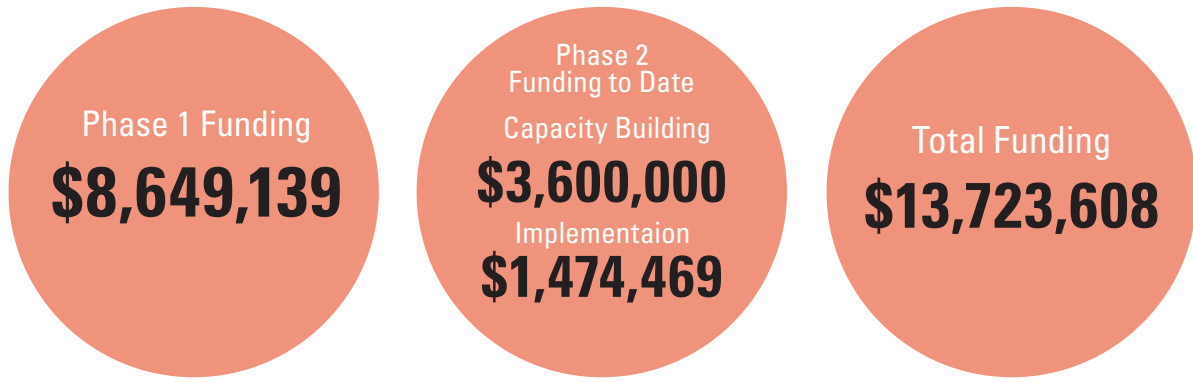 Phase 1 Funding
$8,649,139
Phase 2
Funding to Date
Capacity Building
$3,600,000
Implementaion
$1,474,469
Total Funding
$13,723,608